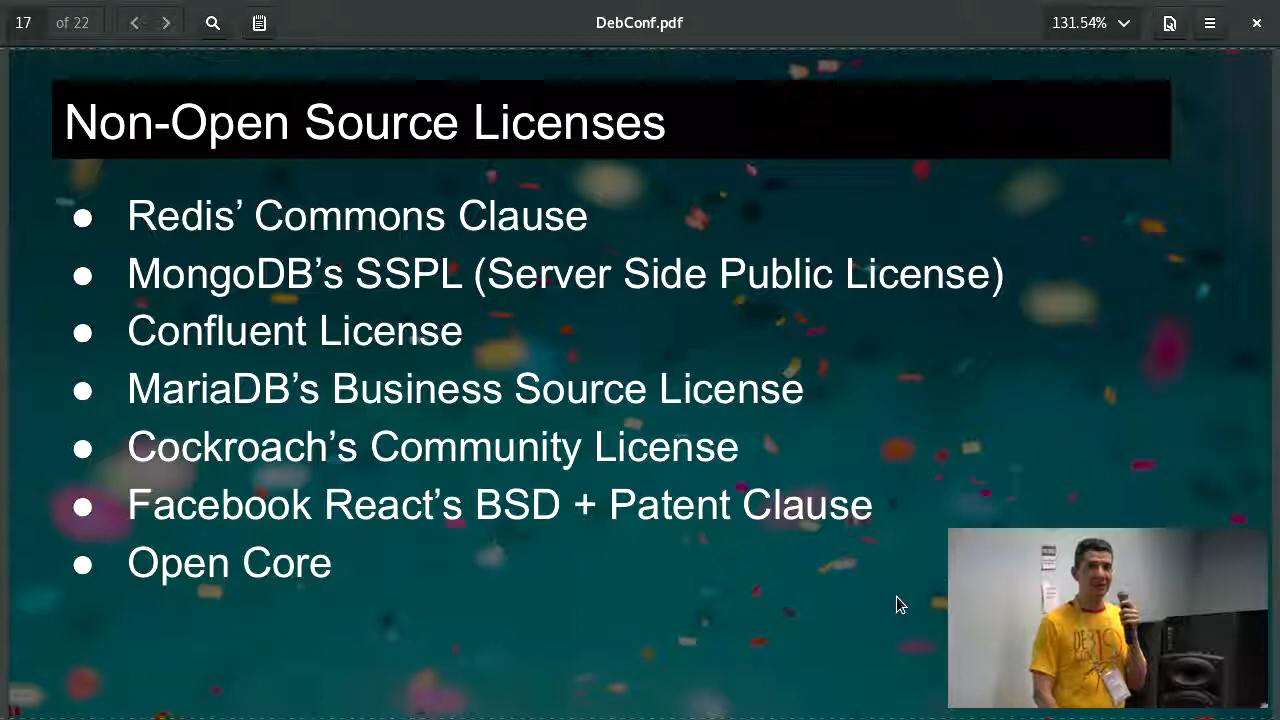 17 of 22
DebConf.pdf
131.54%
Non-Open Source Licenses
● Redis’ Commons Clause
● MongoDB’s SSPL (Server Side Public License)
● Confluent License
● MariaDB’s Business Source License
● Cockroach’s Community License
● Facebook React’s BSD + Patent Clause
● Open Core